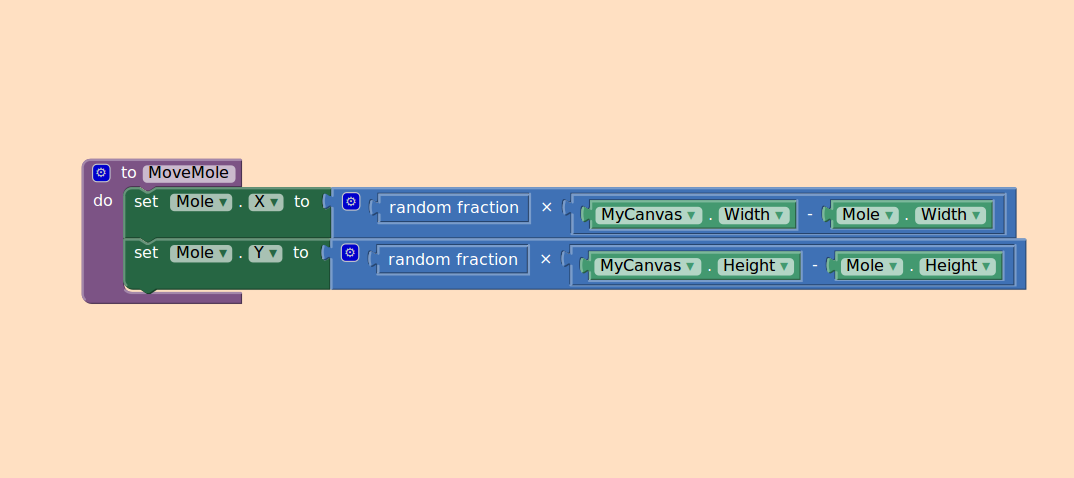 to MoveMole
do set Mole . X to random fraction × MyCanvas . Width - Mole . Width
set Mole . Y to random fraction × MyCanvas . Height - Mole . Height